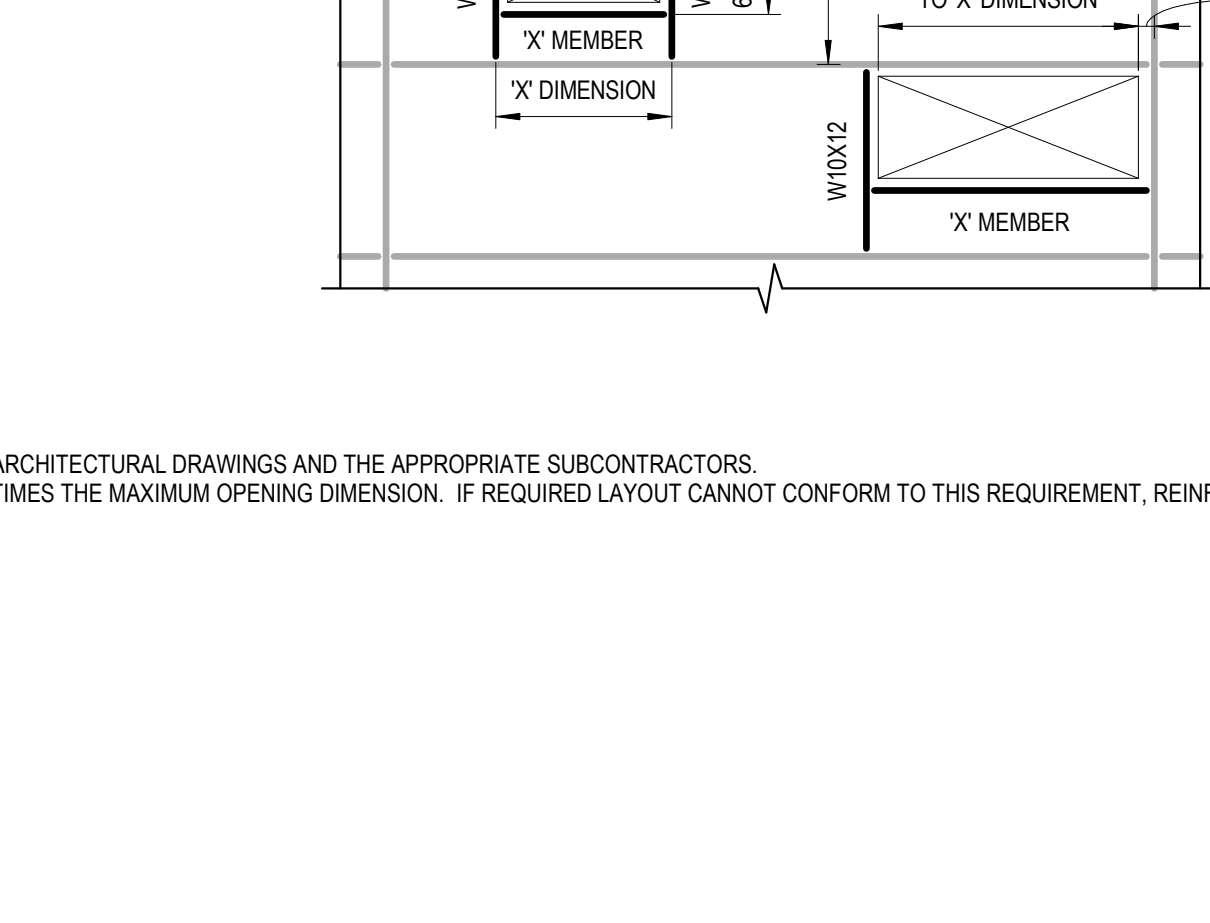 TO 'X' DIMENSION
'X' MEMBER
'X' DIMENSION
W10X12
'X' MEMBER
ARCHITECTURAL DRAWINGS AND THE APPROPRIATE SUBCONTRACTORS.
TIMES THE MAXIMUM OPENING DIMENSION. IF REQUIRED LAYOUT CANNOT CONFORM TO THIS REQUIREMENT,